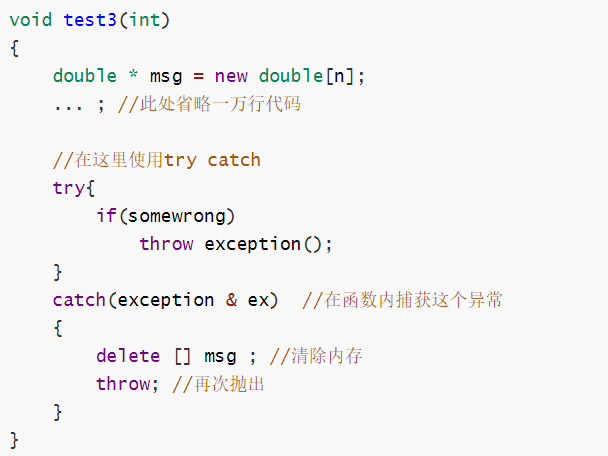 void test3(int)
{
    double * msg = new double[n];
    ... ; //此处省略一万行代码
    //在这里使用try catch
    try{
        if(somewrong)
            throw exception();
    }
    catch(exception & ex)  //在函数内捕获这个异常
    {
        delete [] msg ; //清除内存
        throw; //再次抛出
    }
}